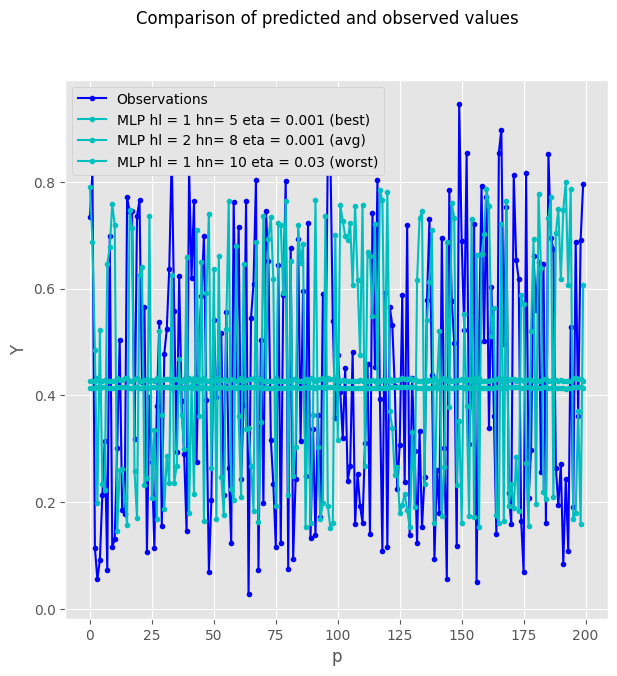 Comparison of predicted and observed values
Observations
MLP hl = 1 hn= 5 eta = 0.001 (best)
MLP hl = 2 hn= 8 eta = 0.001 (avg)
MLP hl = 1 hn= 10 eta = 0.03 (worst)
0.8
0.6
Y
0.4
0.2
0.0
0 25 50 75 100 125 150 175 200
p